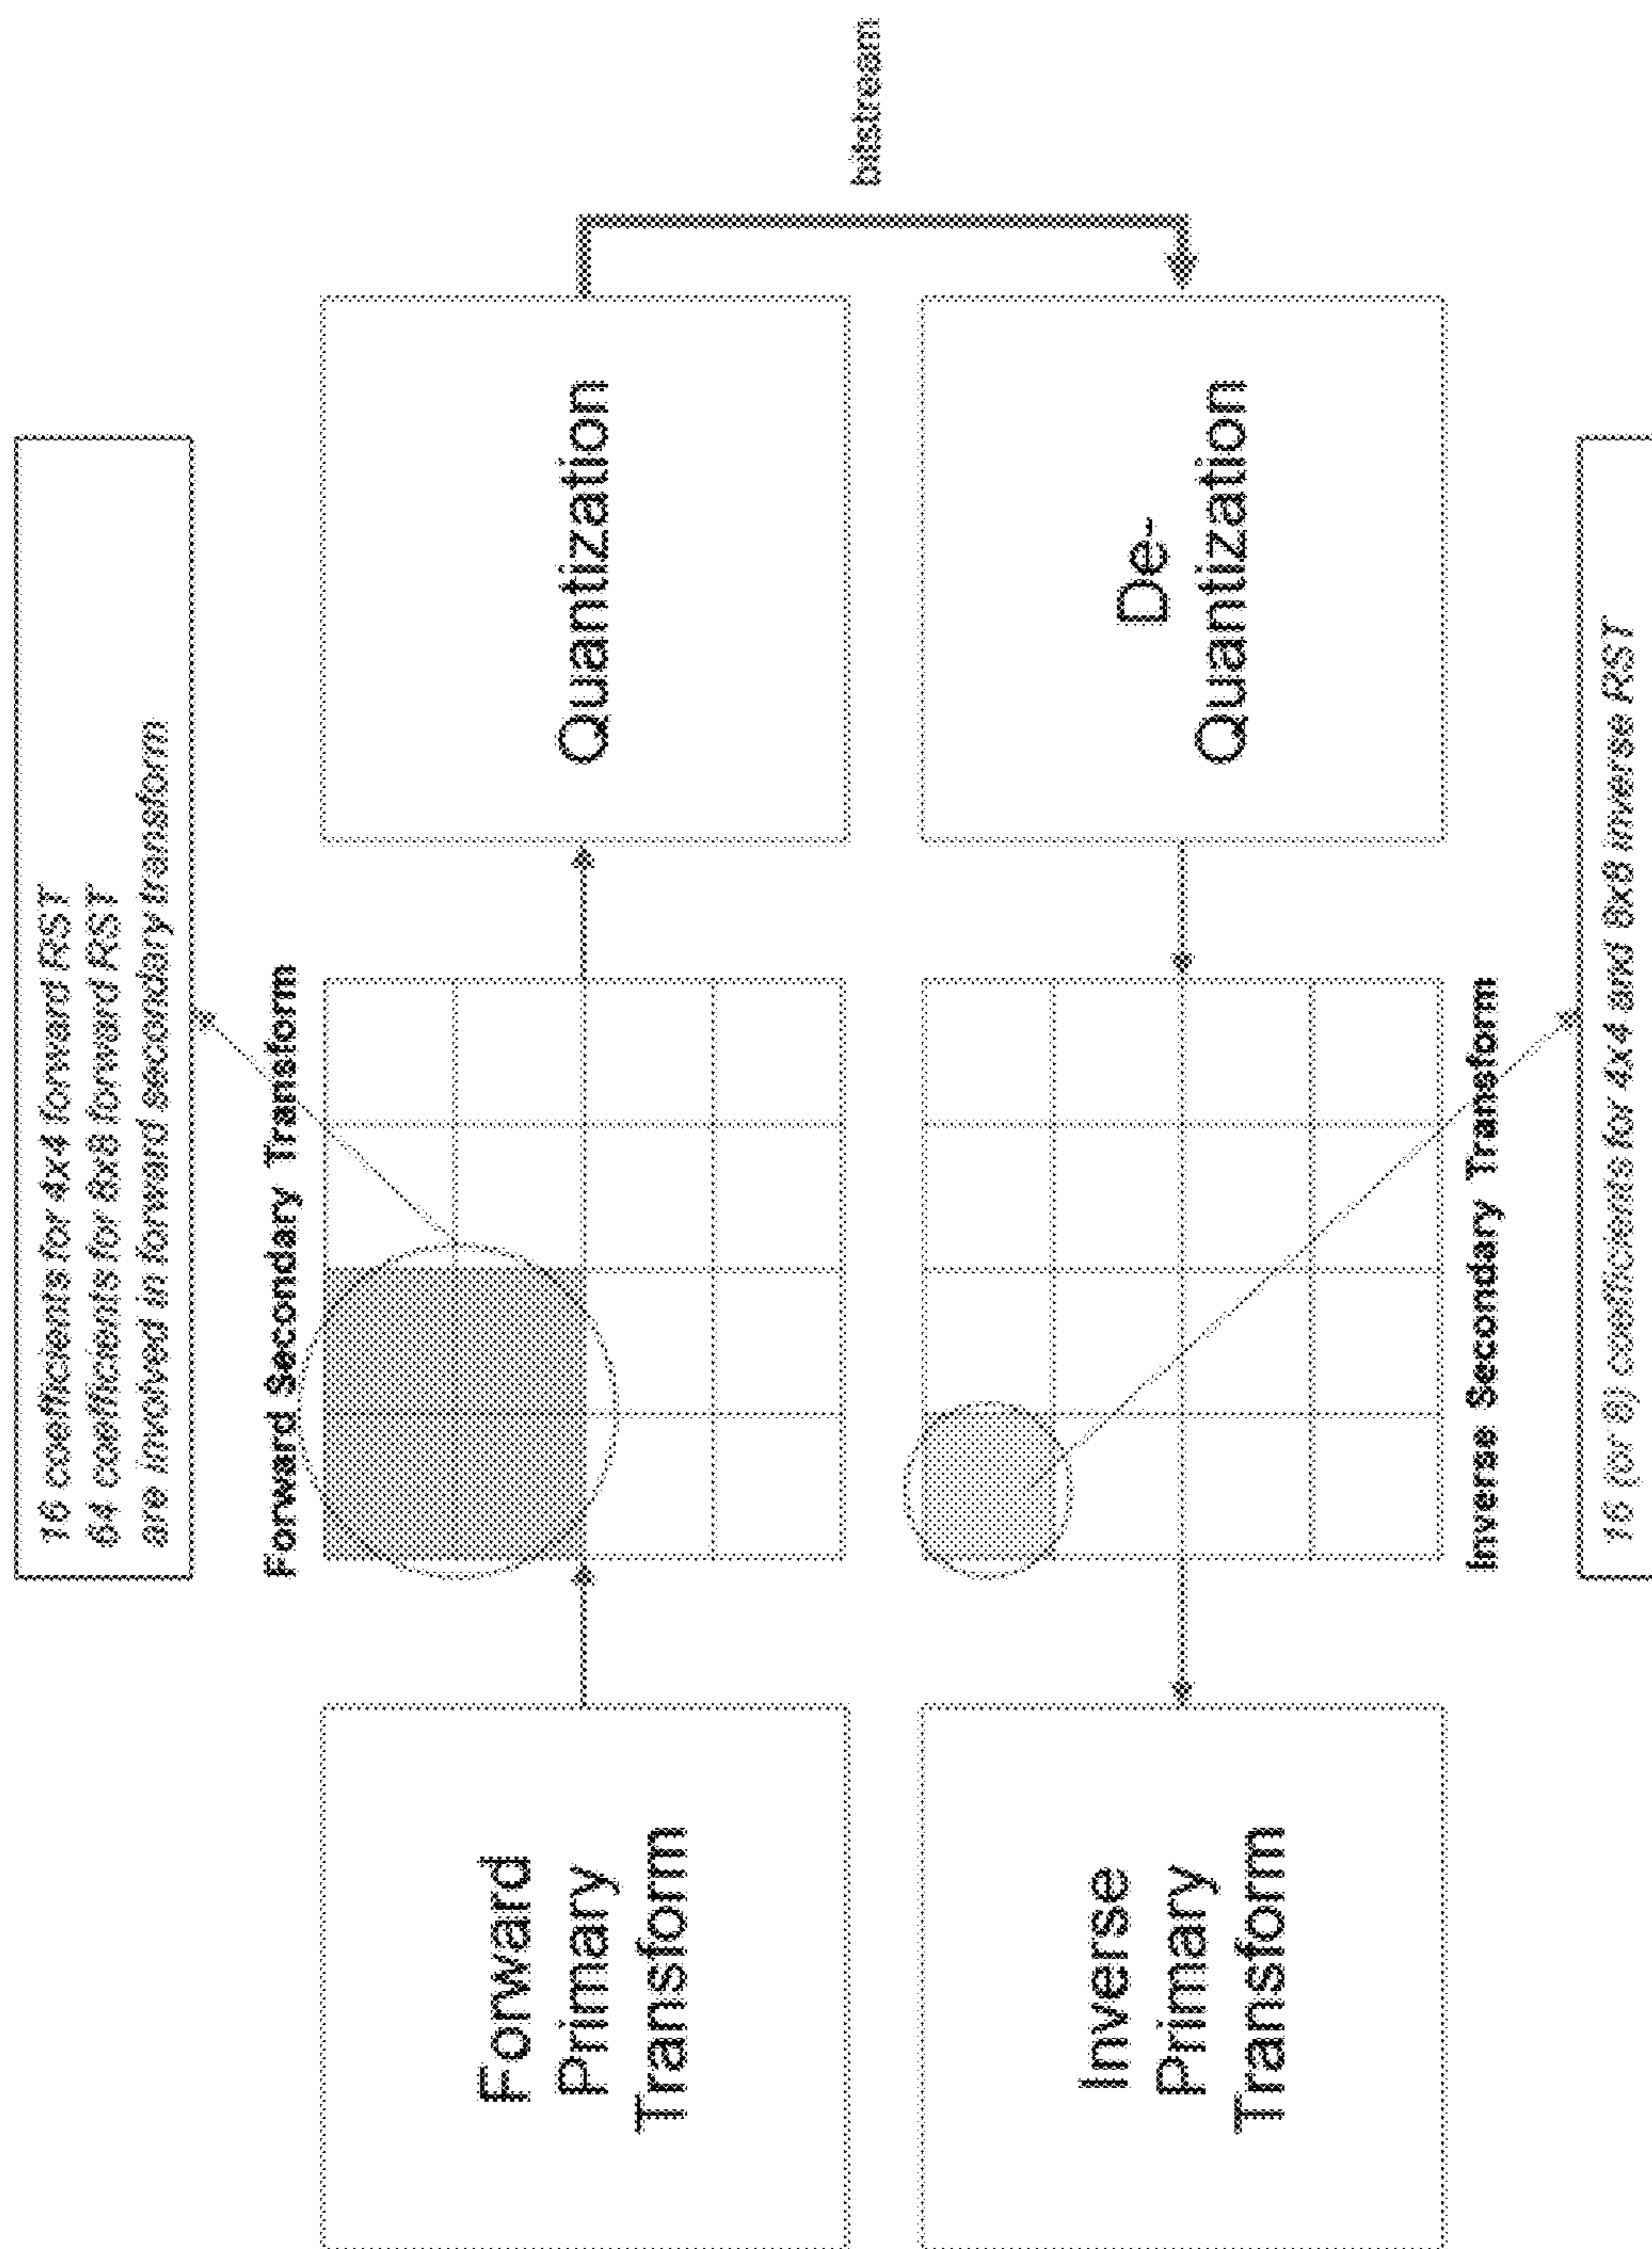 16 coefficients for 4x4 forward RST
64 coefficients for 8x8 forward RST
are involved in forward secondary transform
Forward Secondary Transform
Forward
Primary
Transform
Quantization
bitstream
Inverse
Primary
Transform
De-
Quantization
Inverse Secondary Transform
16 (or 8) coefficients for 4x4 and 8x8 inverse RST